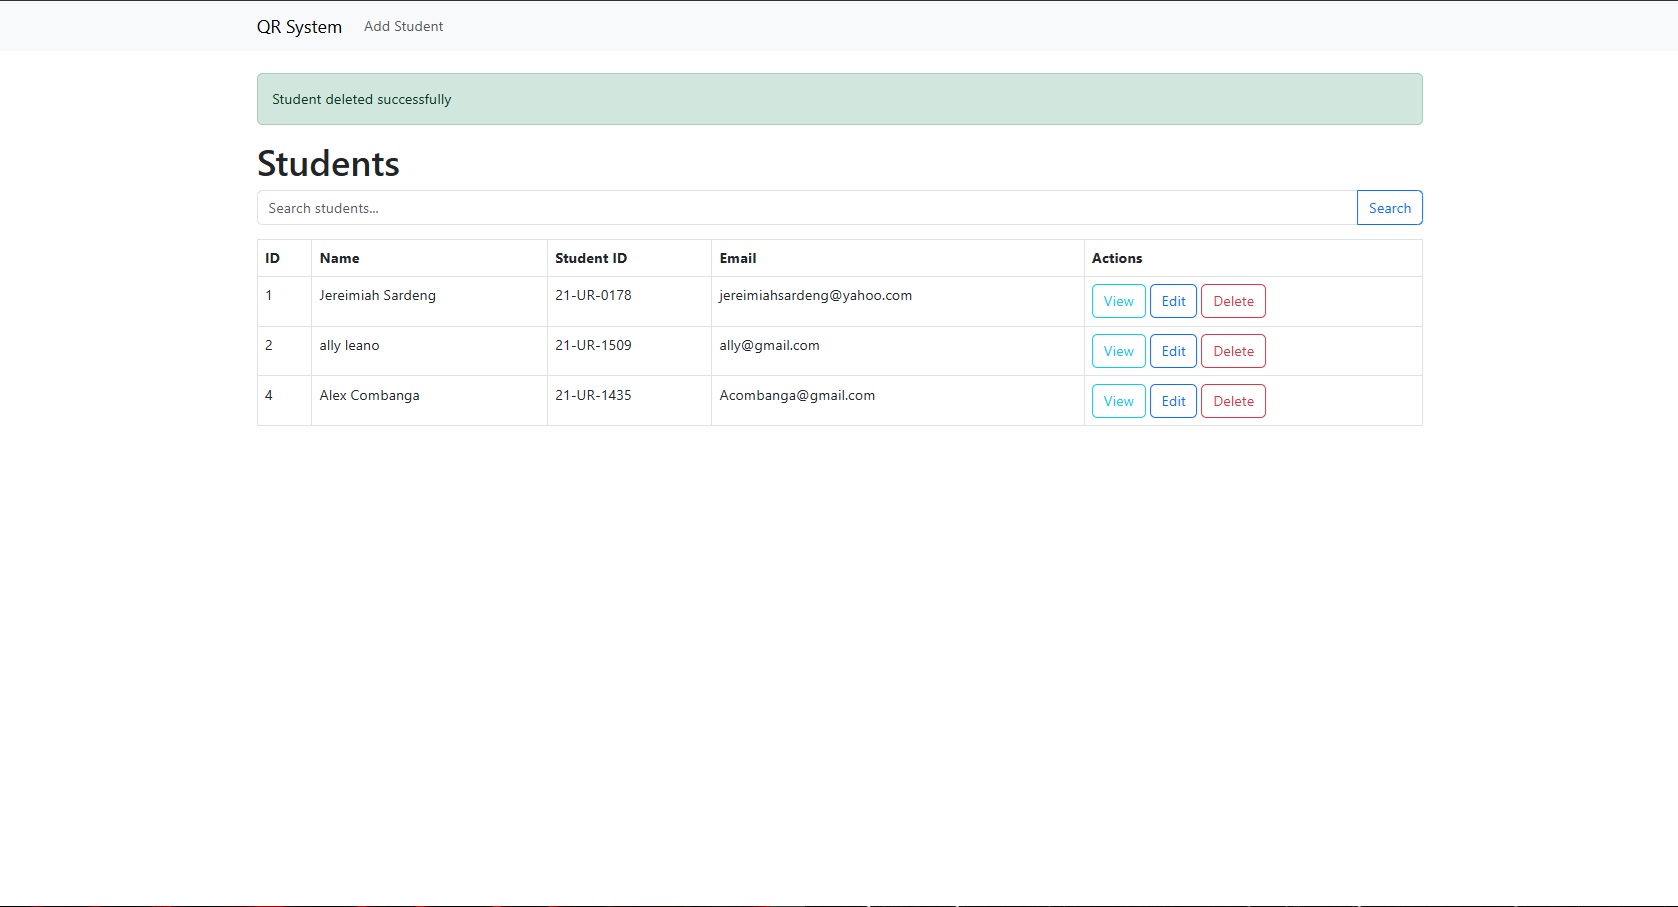 QR System Add Student
Student deleted successfully
Students
Search students... Search
ID Name Student ID Email Actions
1 Jereimiah Sardeng 21-UR-0178 jereimiahsardeng@yahoo.com View Edit Delete
2 ally leano 21-UR-1509 ally@gmail.com View Edit Delete
4 Alex Combanga 21-UR-1435 Acombanga@gmail.com View Edit Delete